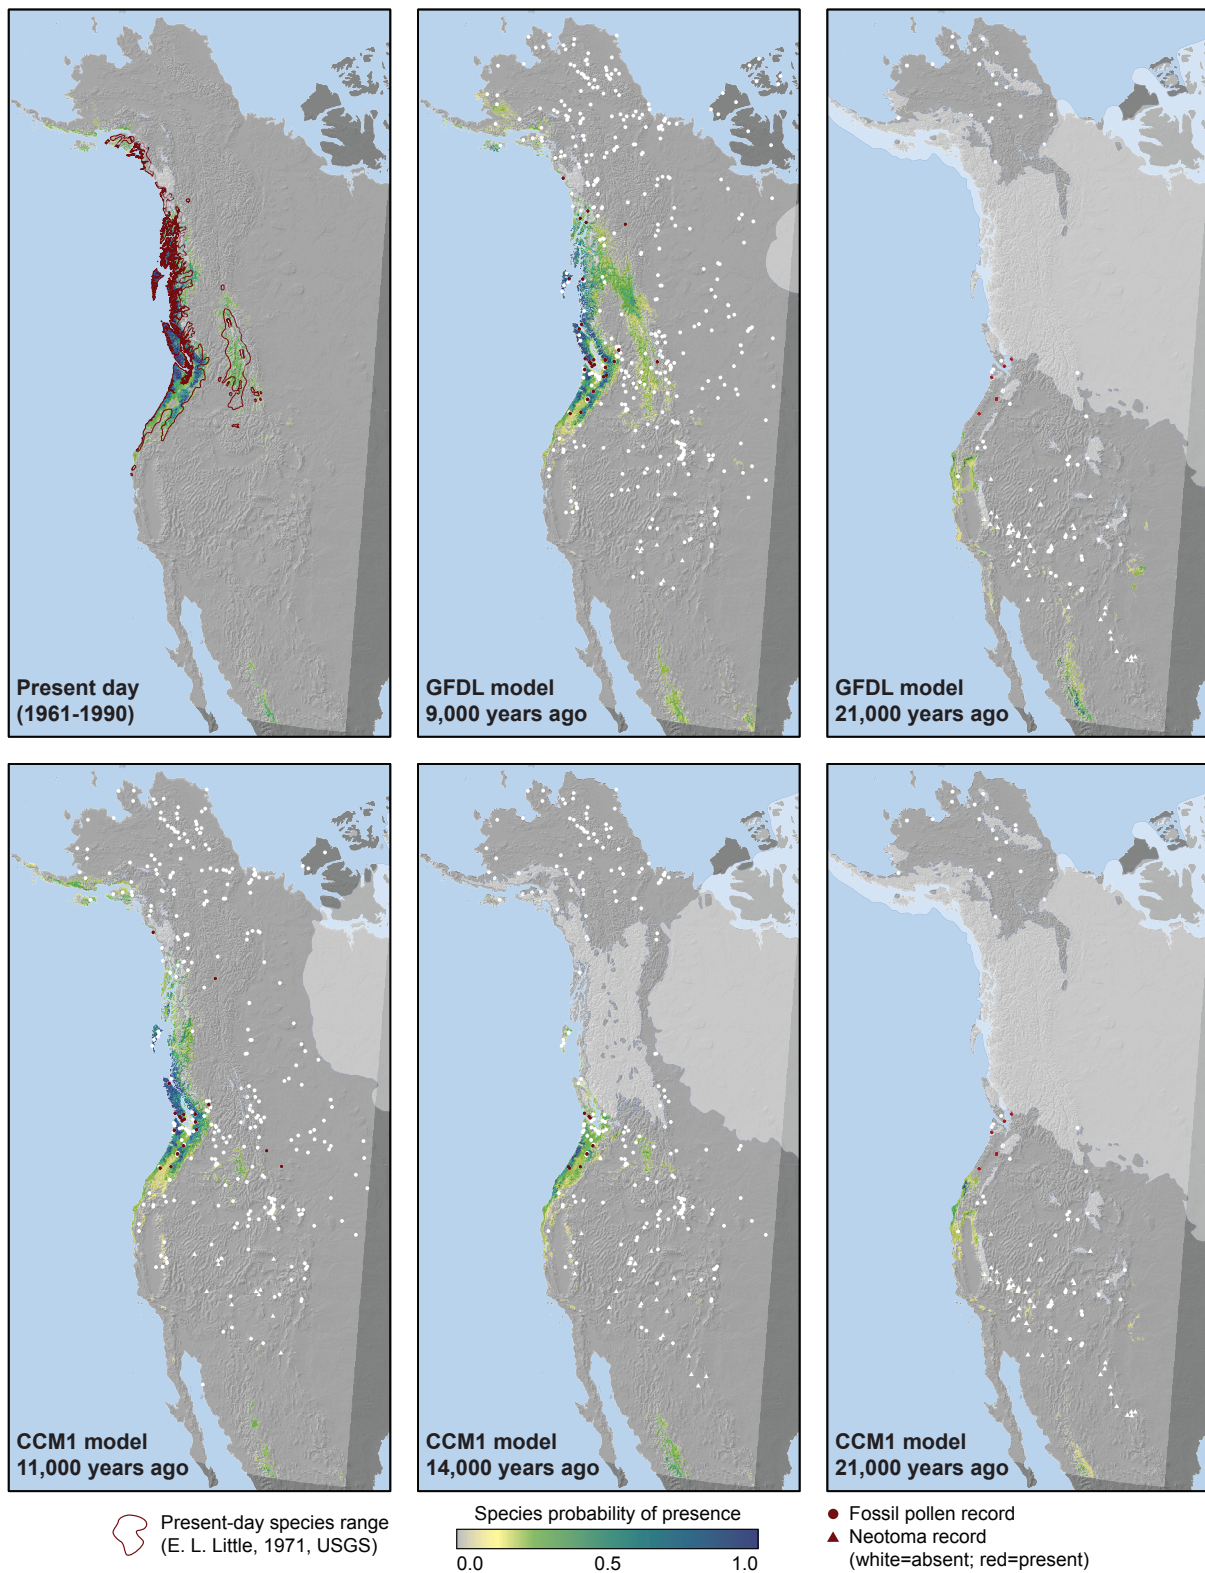 Present day
(1961-1990)
GFDL model
9,000 years ago
GFDL model
21,000 years ago
CCM1 model
11,000 years ago
CCM1 model
14,000 years ago
CCM1 model
21,000 years ago
Present-day species range
(E. L. Little, 1971, USGS)
Species probability of presence
0.0
0.5
1.0
Fossil pollen record
Neotoma record
(white=absent; red=present)